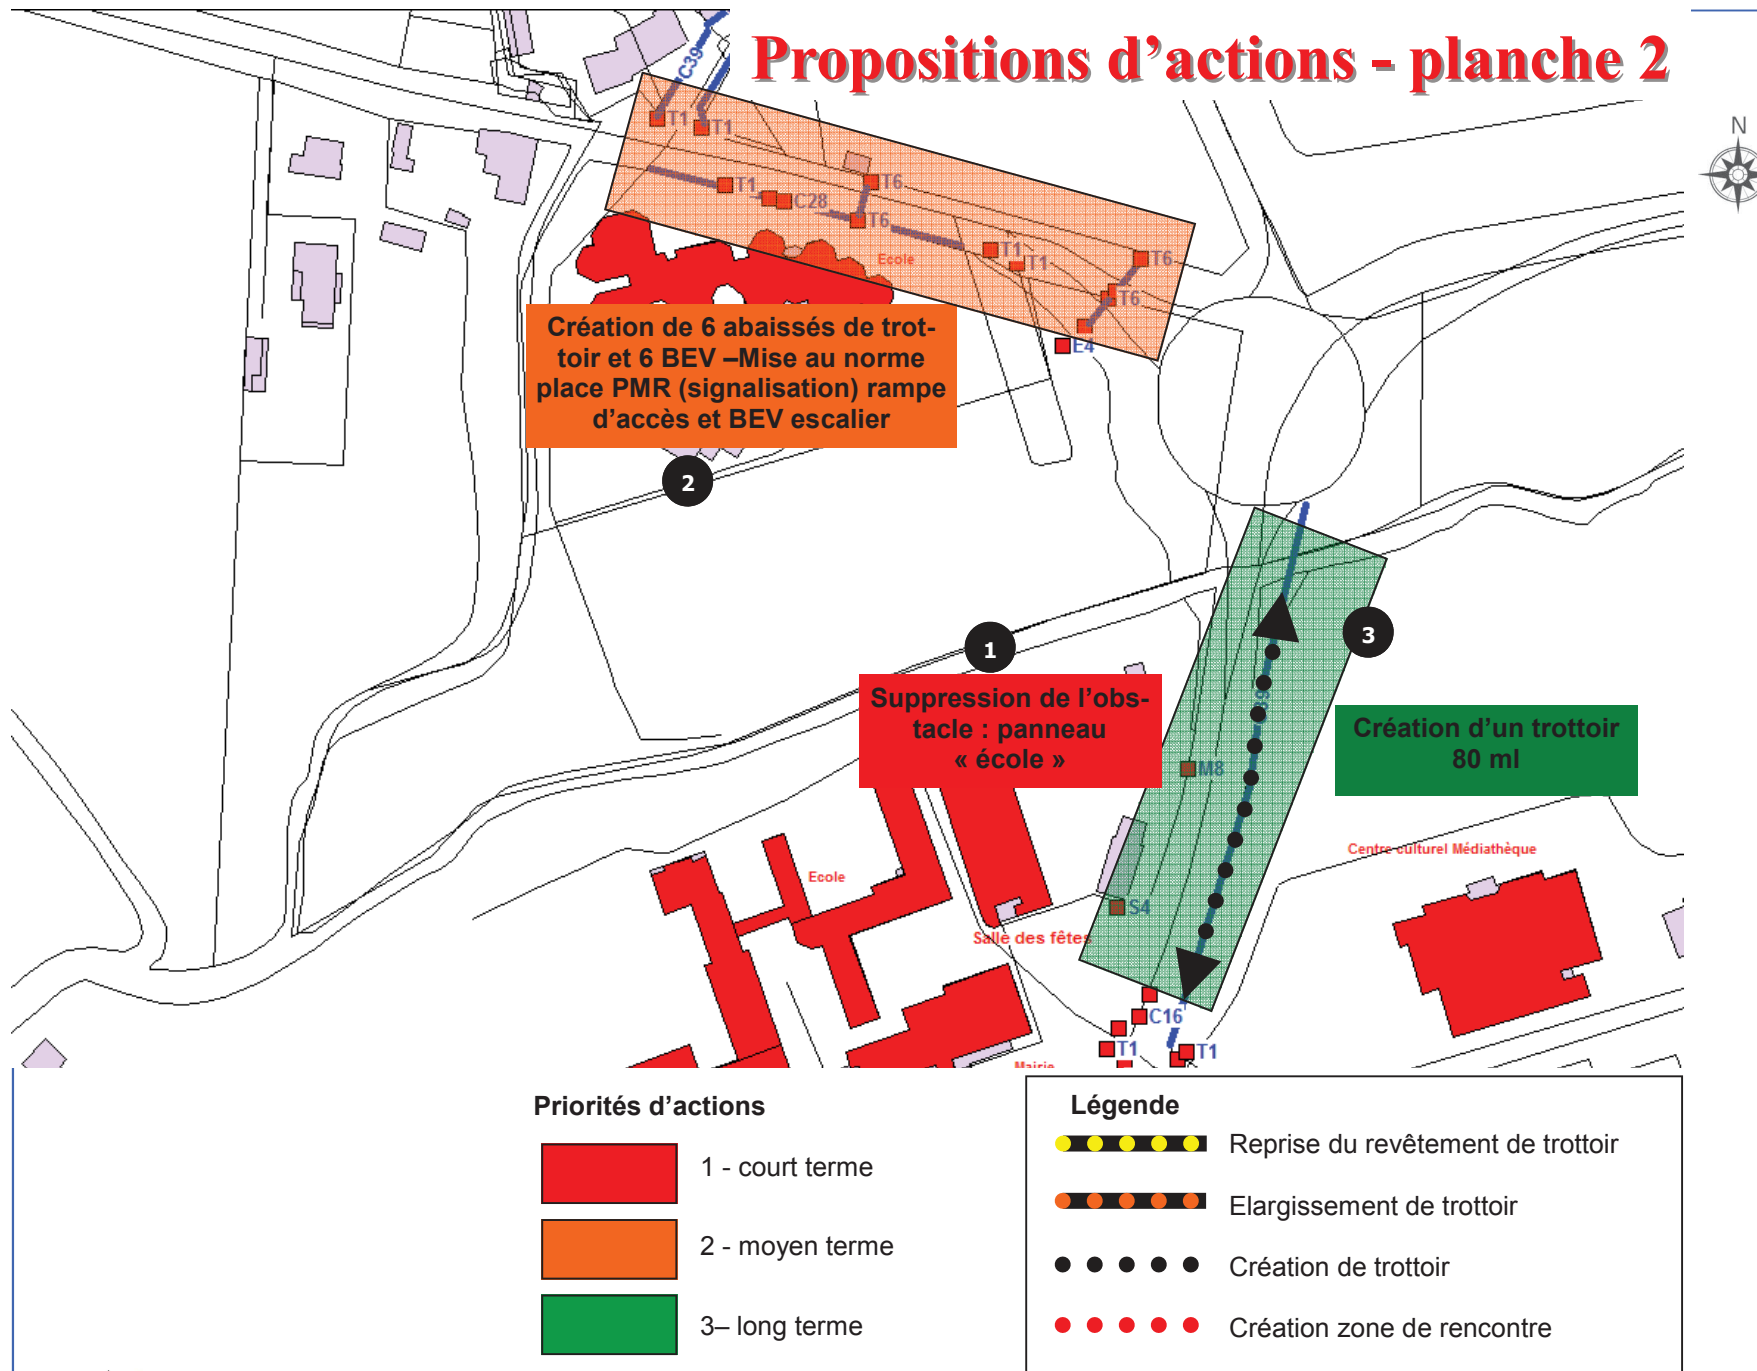 Propositions d’actions - planche 2
N
C39
T1
T1
T1
C28
T6
T6
Ecole
T1
T1
T6
T6
E4
Création de 6 abaissés de trot-
toir et 6 BEV –Mise au norme
place PMR (signalisation) rampe
d’accès et BEV escalier
2
1
3
Suppression de l’obs-
tacle : panneau
« école »
Création d’un trottoir
80 ml
M8
Centre culturel Médiathèque
Ecole
S4
Salle des fêtes
C16
T1
T1
Mairie
Priorités d’actions
1 - court terme
2 - moyen terme
3– long terme
Légende
Reprise du revêtement de trottoir
Elargissement de trottoir
Création de trottoir
Création zone de rencontre